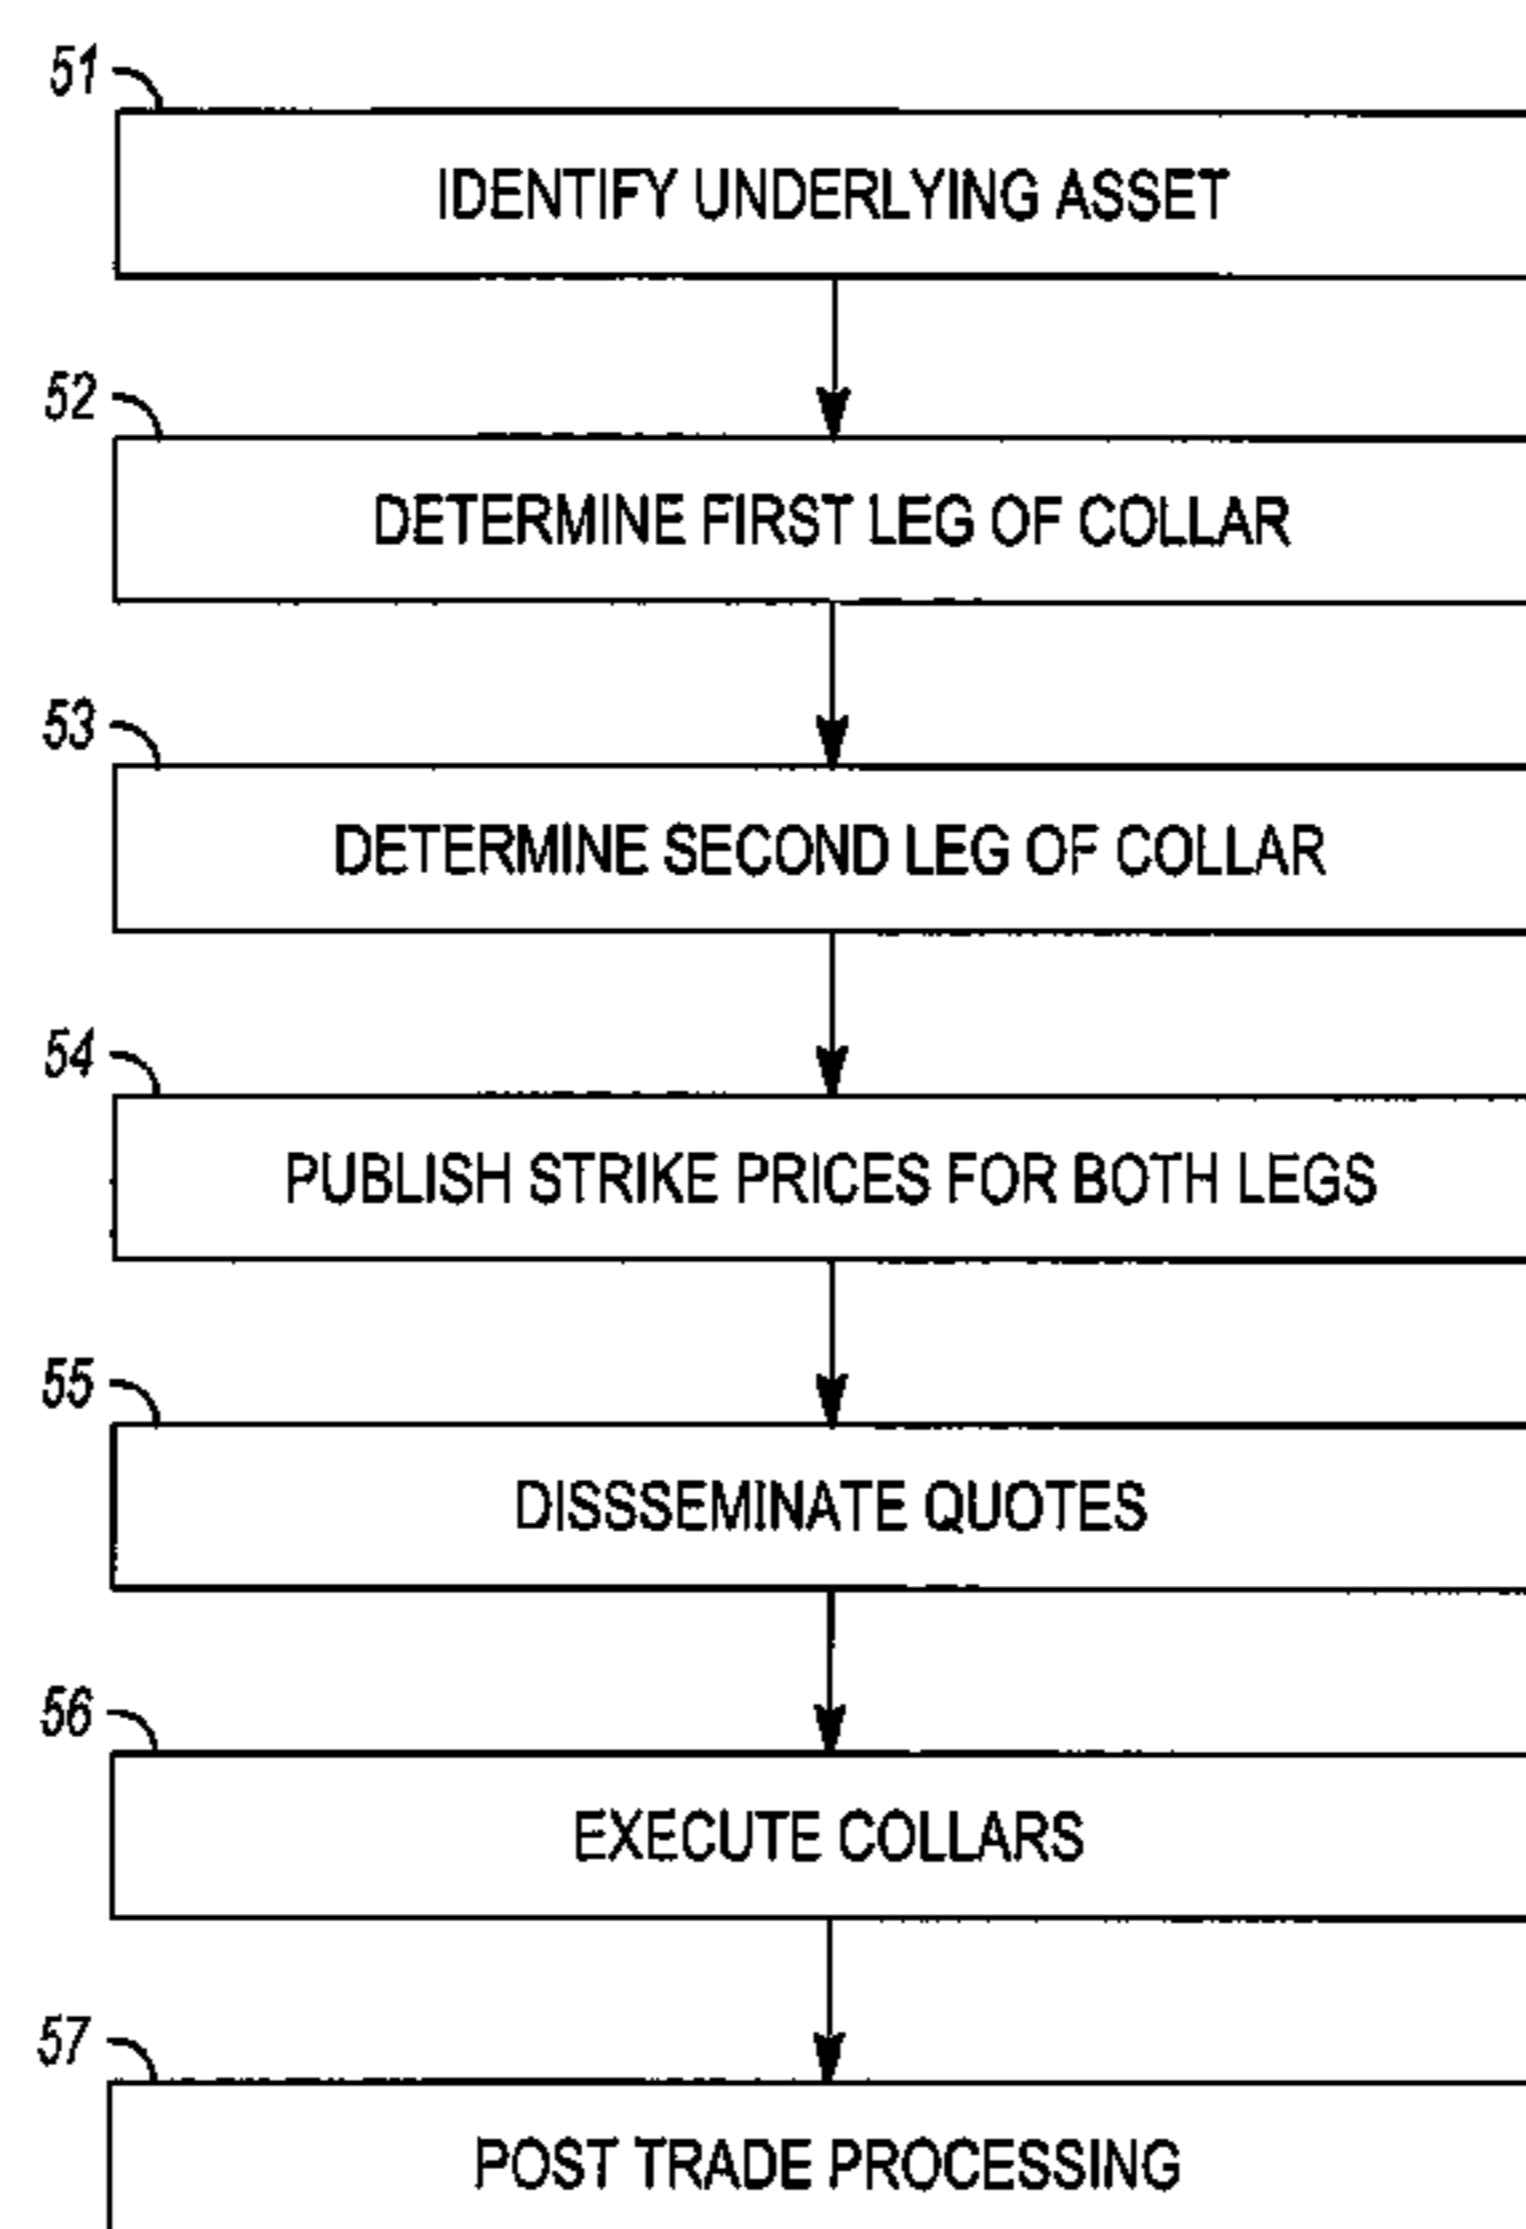 51
IDENTIFY UNDERLYING ASSET
52
DETERMINE FIRST LEG OF COLLAR
53
DETERMINE SECOND LEG OF COLLAR
54
PUBLISH STRIKE PRICES FOR BOTH LEGS
55
DISSSEMINATE QUOTES
56
EXECUTE COLLARS
57
POST TRADE PROCESSING